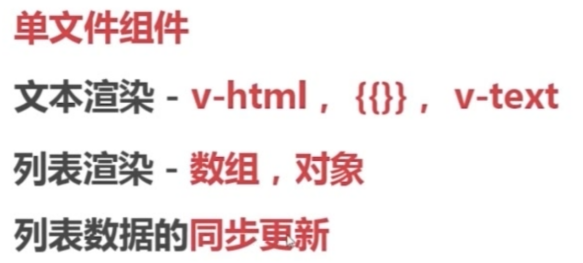 单文件组件
文本渲染 - v-html， {{}}， v-text
列表渲染 - 数组，对象
列表数据的同步更新